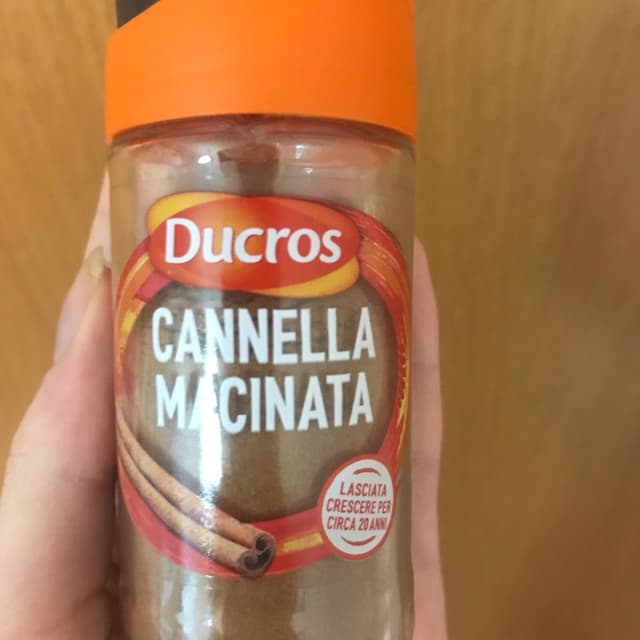 Ducros
CANNELLA
MACINATA
LASCIATA
CRESCERE PER
CIRCA 20 ANNI